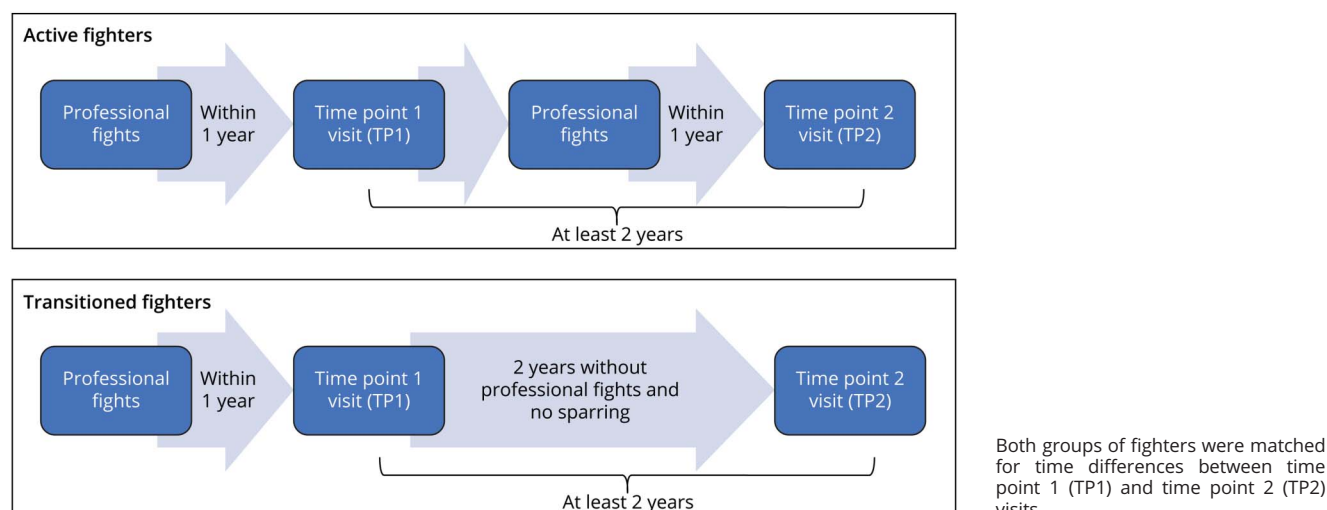 Active fighters
Professional
fights
Within
1 year
Time point 1
visit (TP1)
Professional
fights
Within
1 year
Time point 2
visit (TP2)
At least 2 years
Transitioned fighters
Professional
fights
Within
1 year
Time point 1
visit (TP1)
2 years without
professional fights and
no sparring
Time point 2
visit (TP2)
At least 2 years
Both groups of fighters were matched
for time differences between time
point 1 (TP1) and time point 2 (TP2)
visits